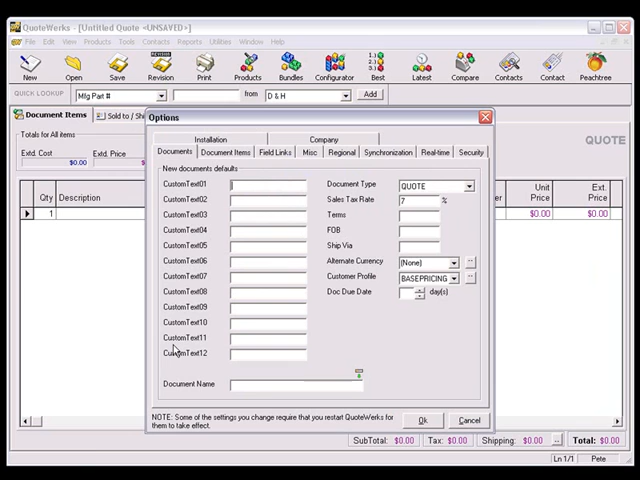 QuoteWerks - [Untitled Quote <UNSAVED>]
File Edit View Products Tools Contacts Reports Utilities Window Help
REVISION
New Open Save Revision Print Products Bundles Configurator Best Latest Compare Contacts Contact Peachtree
QUICK LOOKUP Mfg Part # from D & H Add
Document Items Sold to / Shi
Totals for All items
Extd. Cost Extd. Price
$0.00
QUOTE
Qty Description Unit Price Ext. Price
1 $0.00 $0.00
Options
Installation Company
Documents Document Items Field Links Misc Regional Synchronization Real-time Security
New documents defaults
CustomText01 Document Type QUOTE
CustomText02 Sales Tax Rate 7 %
CustomText03 Terms
CustomText04 FOB
CustomText05 Ship Via
CustomText06 Alternate Currency (None) ..
CustomText07 Customer Profile BASEPRICING ..
CustomText08 Doc Due Date day(s)
CustomText09
CustomText10
CustomText11
CustomText12
Document Name
NOTE: Some of the settings you change require that you restart QuoteWerks for
them to take effect.
Ok Cancel
SubTotal: $0.00 Tax: $0.00 Shipping: $0.00 ... Total: $0.00
Ln 1/1 Pete